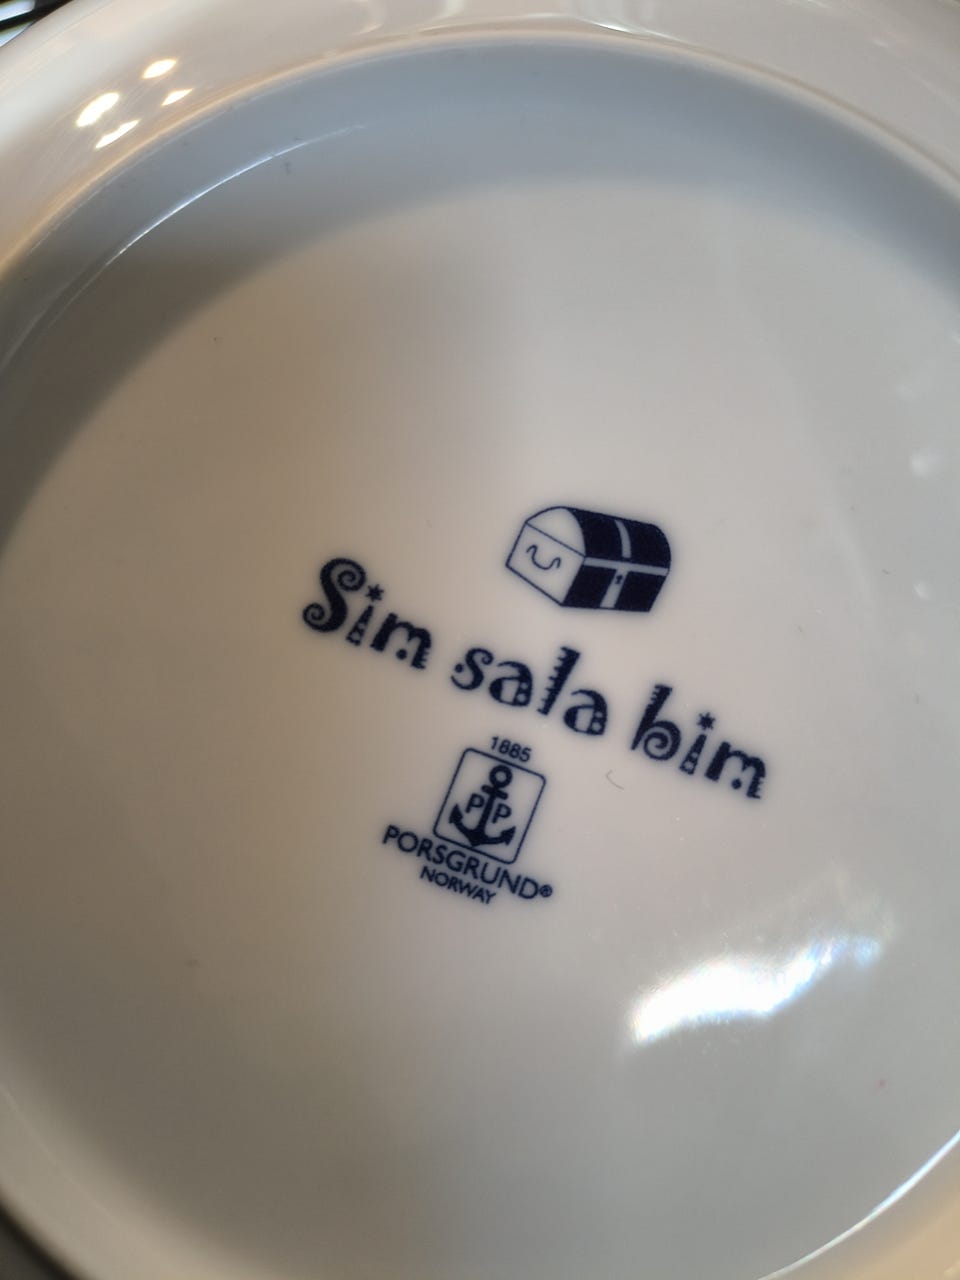 Sim sala bim
1885
PP
PORSGRUND®
NORWAY